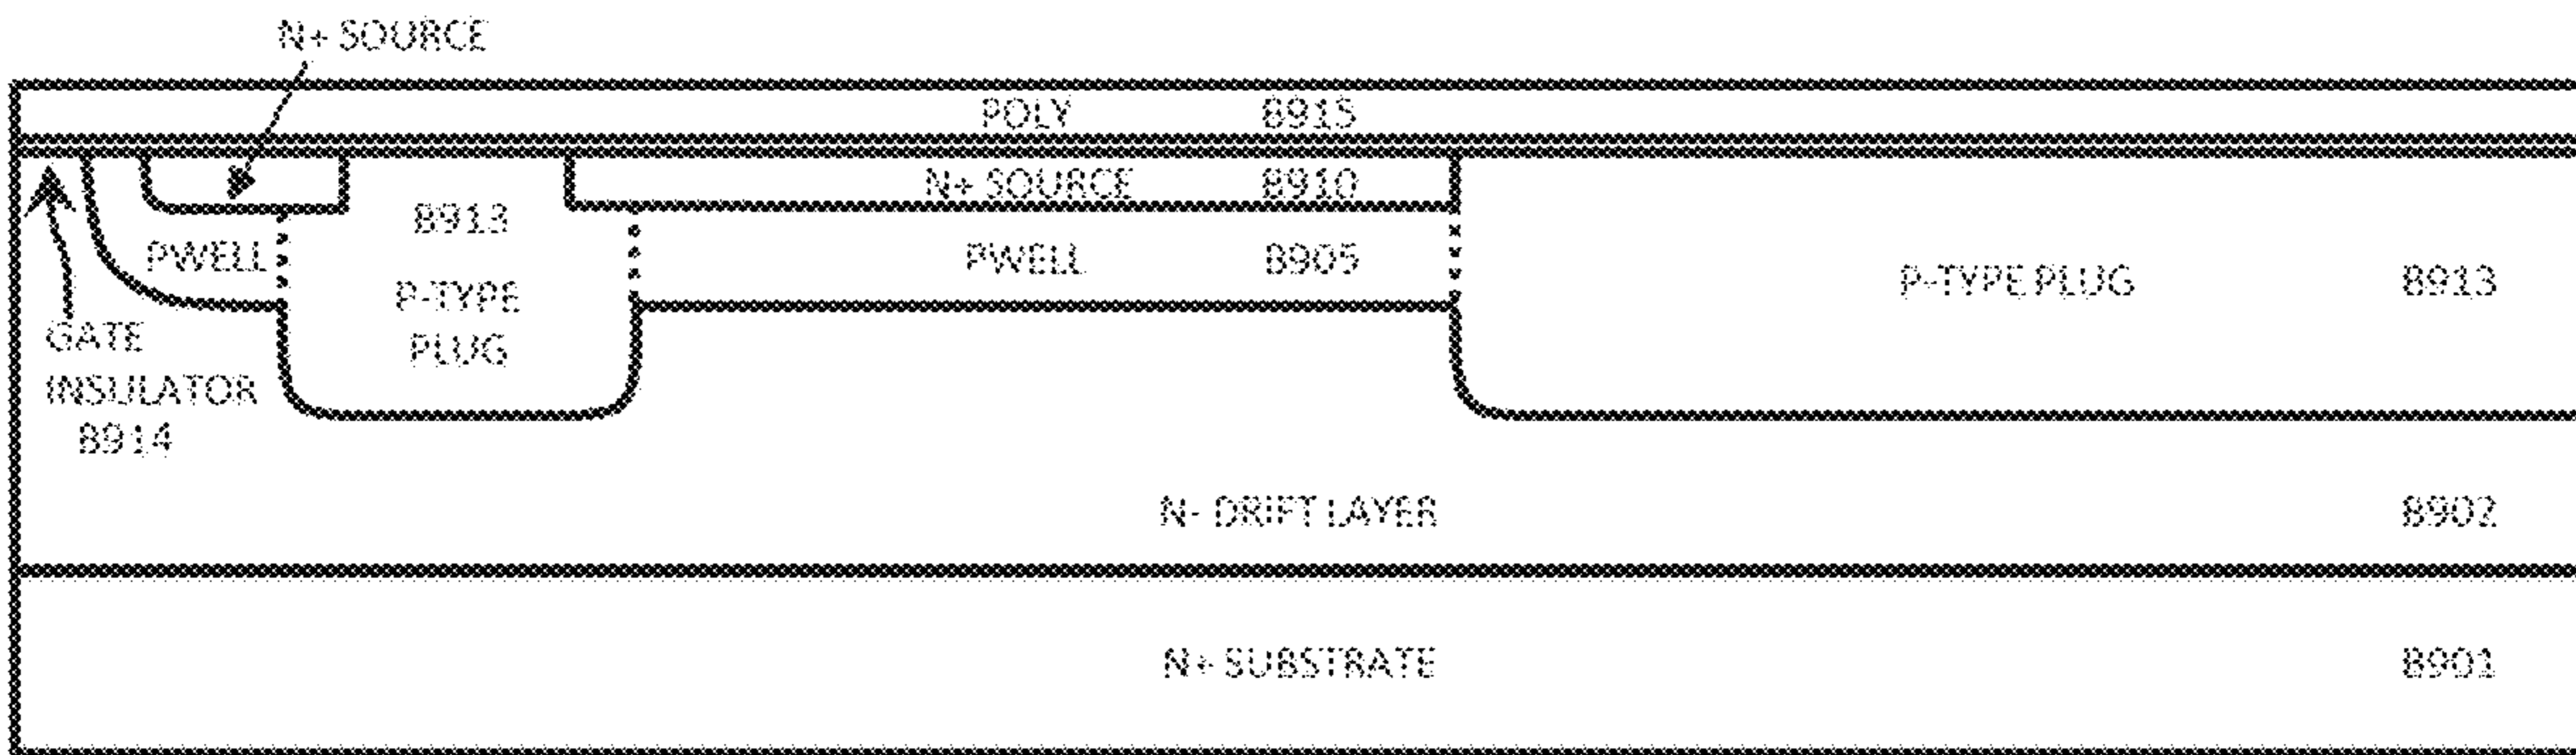 N+ SOURCE
POLY 8915
N+ SOURCE 8910
8913
PWELL
PWELL 8905
P-TYPE
PLUG
P-TYPE PLUG 8913
GATE
INSULATOR
8914
N- DRIFT LAYER 8902
N+ SUBSTRATE 8901